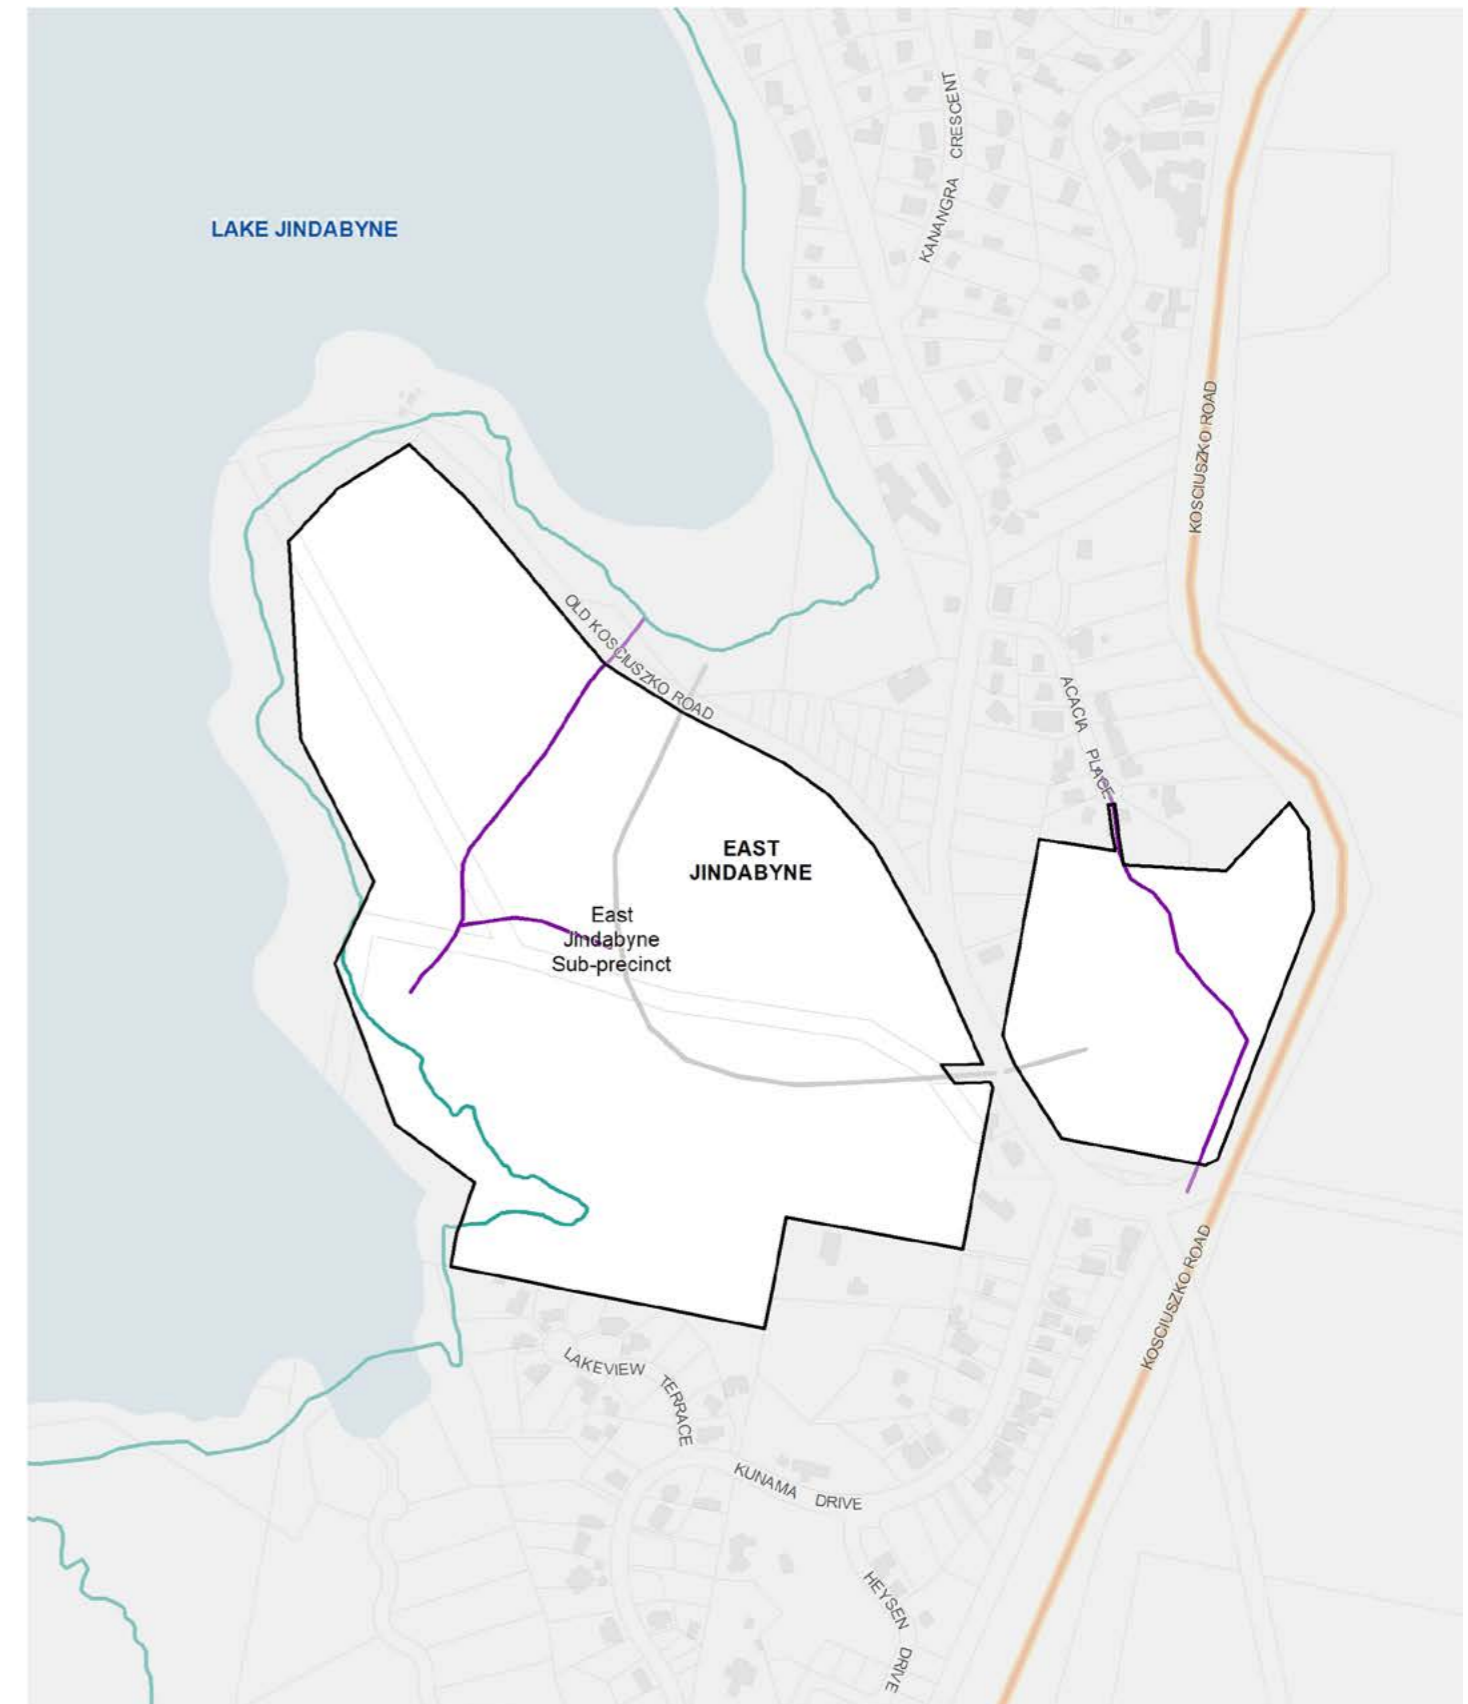 KANANGRA CRESCENT
LAKE JINDABYNE
KOSCIUSZKO ROAD
OLD KOSCIUSZKO ROAD
ACACIA PLACE
EAST
JINDABYNE
East
Jindabyne
Sub-precinct
KOSCIUSZKO ROAD
LAKEVIEW TERRACE
KUNAMA DRIVE
HEYSEN DRIVE